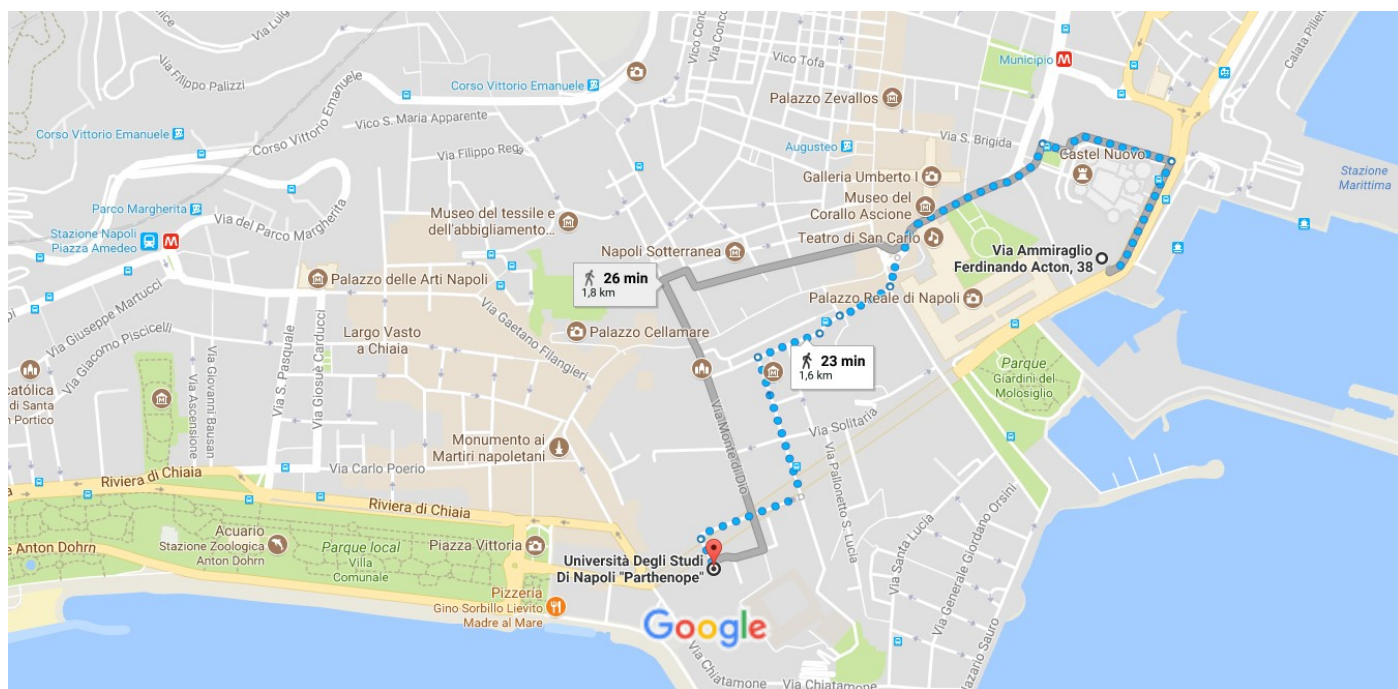 Via Luigi
Via Filippo Palizzi
Corso Vittorio Emanuele
Corso Vittorio Emanuele
Corso Vittorio Emanuele
Vico S. Maria Apparente
Via Filippo Reg.
Vico Tofa
Municipio
M
Calata Piliero
Palazzo Zevallos
Via S. Brigida
Augusteo
Castel Nuovo
Galleria Umberto I
Museo del
Corallo Ascione
Teatro di San Carlo
Stazione
Marittima
Parco Margherita
Via del Parco Margherita
Stazione Napoli
Piazza Amedeo
M
Museo del tessile e
dell'abbigliamento...
Napoli Sotterranea
Via Ammiraglio
Ferdinando Acton, 38
Palazzo delle Arti Napoli
26 min
1,8 km
Palazzo Reale di Napoli
Via Giuseppe Martucci
Via Giacomo Piscicelli
Largo Vasto
a Chiaia
Via Gaetano Filangieri
Palazzo Cellamare
23 min
1,6 km
Parque
Giardini del
Molosiglio
católica
di Santa
n Portico
Via Ascensione
Via Giovanni Bausan
Via S. Pasquale
Via Giosuè Carducci
Via Monte di Dio
Via Solitaria
Monumento ai
Martiri napoletani
Via Carlo Poerio
Riviera di Chiaia
Riviera di Chiaia
Via Pallonetto S. Lucia
Via Santa Lucia
Via Generale Giordano Orsini
Acuario
Stazione Zoologica
Anton Dohrn
Parque local
Villa
Comunale
Piazza Vittoria
e Anton Dohrn
Università Degli Studi
Di Napoli "Parthenope"
Pizzeria
Gino Sorbillo Lievito
Madre al Mare
Google
Via Chiatamone
Via Chiatamone
azario Sauro